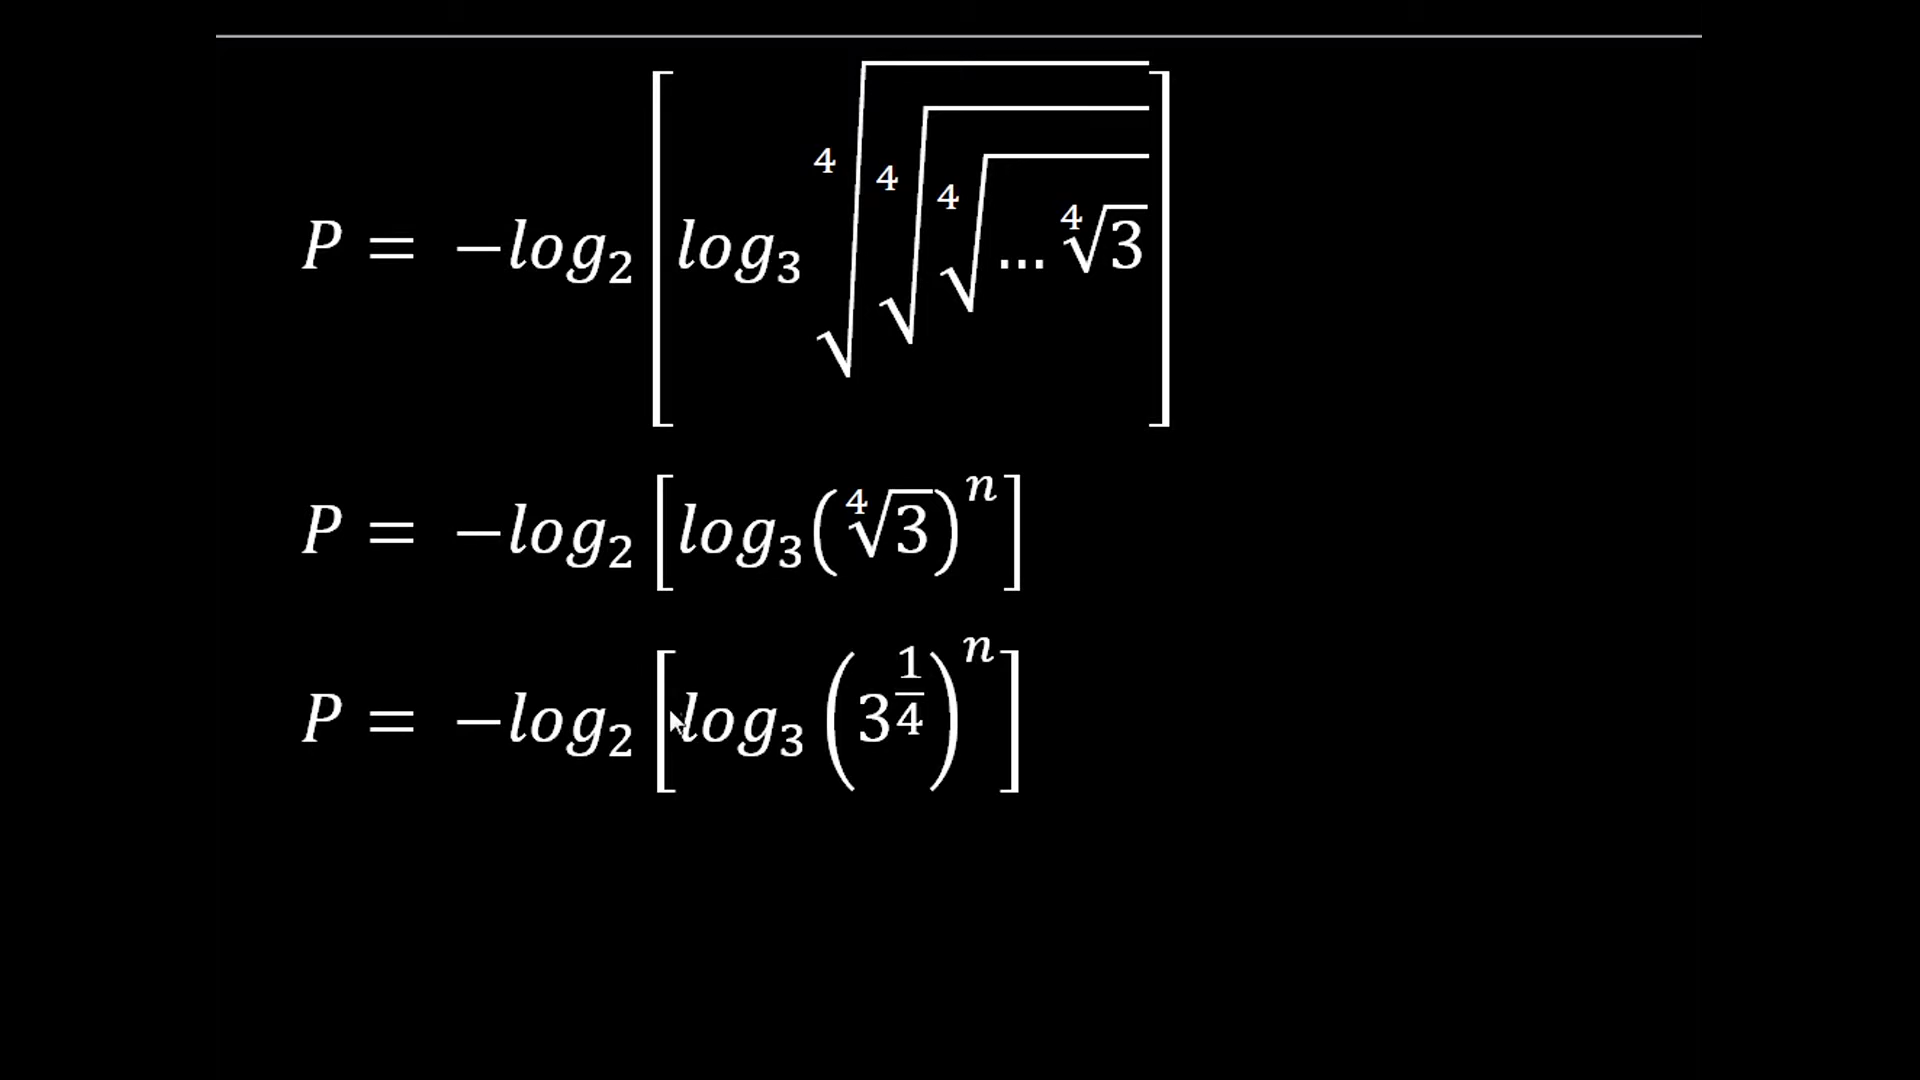 P = −log₂ [log₃ ⁴√⁴√⁴√... ⁴√3]
P = −log₂ [log₃(⁴√3)ⁿ]
P = −log₂ [log₃(3^(1/4))ⁿ]